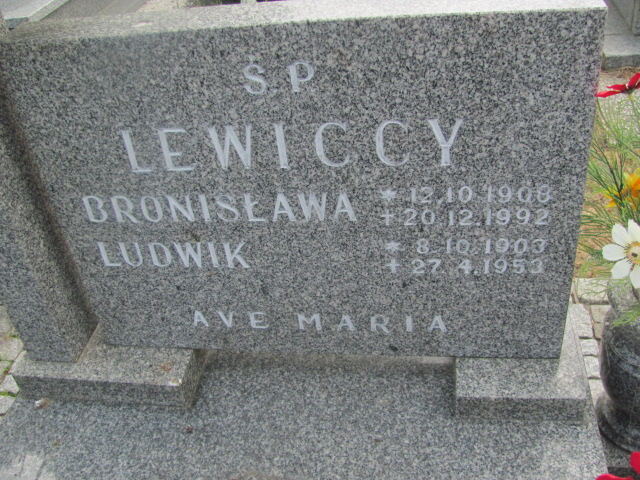 Ś.P.
LEWICCY
BRONISŁAWA * 12.10.1908
+ 20.12.1992
LUDWIK * 8.10.1903
+ 27.4.1953
AVE MARIA